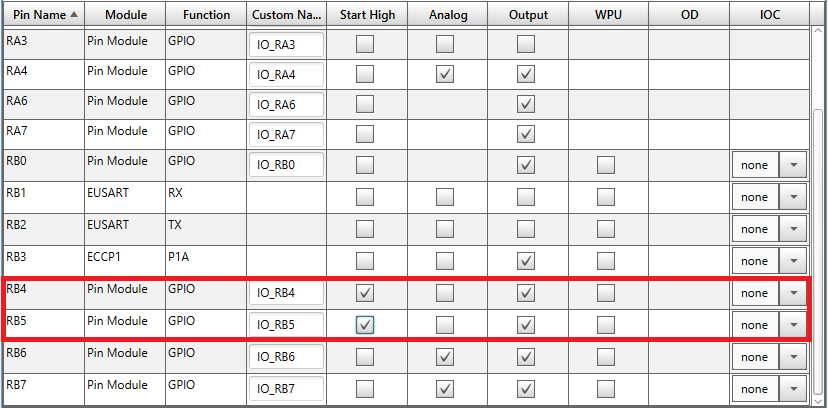 Pin Name Module Function Custom Na... Start High Analog Output WPU OD IOC
RA3 Pin Module GPIO IO_RA3
RA4 Pin Module GPIO IO_RA4
RA6 Pin Module GPIO IO_RA6
RA7 Pin Module GPIO IO_RA7
RB0 Pin Module GPIO IO_RB0 none
RB1 EUSART RX none
RB2 EUSART TX none
RB3 ECCP1 P1A none
RB4 Pin Module GPIO IO_RB4 none
RB5 Pin Module GPIO IO_RB5 none
RB6 Pin Module GPIO IO_RB6 none
RB7 Pin Module GPIO IO_RB7 none